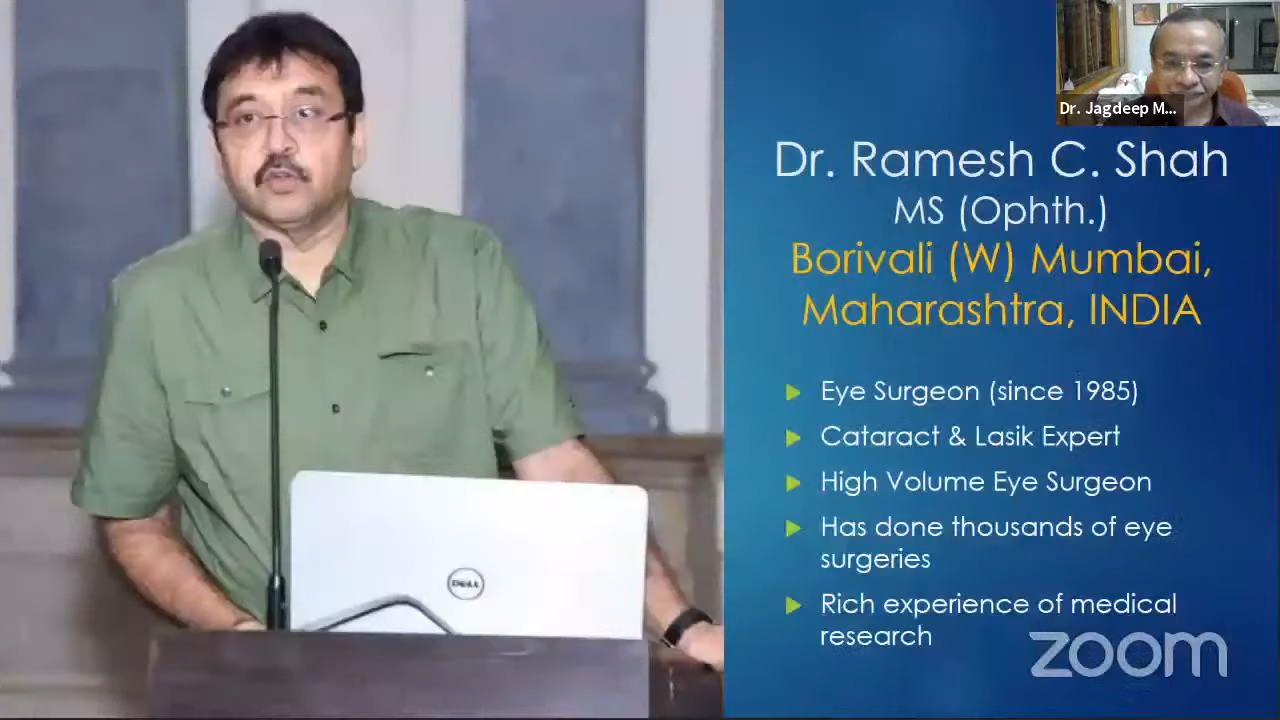 Dr. Jagdeep M...
Dr. Ramesh C. Shah
MS (Ophth.)
Borivali (W) Mumbai,
Maharashtra, INDIA
Eye Surgeon (since 1985)
Cataract & Lasik Expert
High Volume Eye Surgeon
Has done thousands of eye
surgeries
Rich experience of medical
research
zoom
DELL